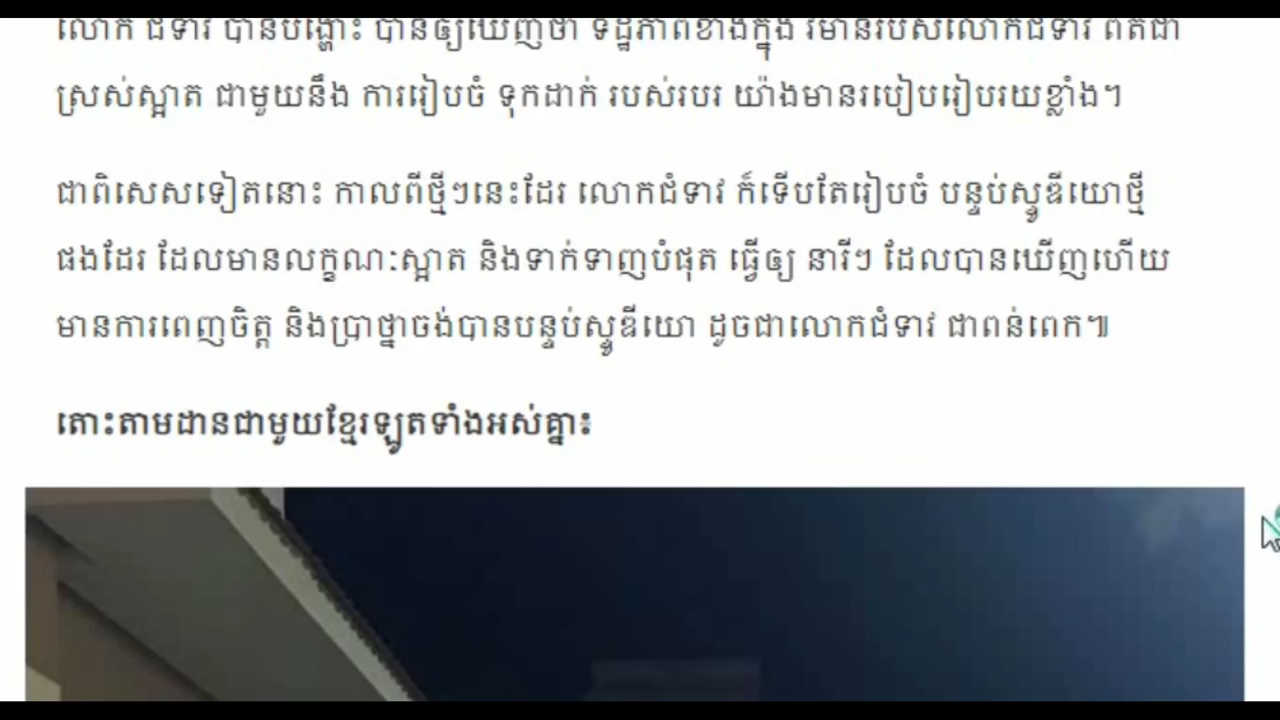 លោក ជំទាវ បានបង្ហោះ បានឲ្យឃើញថា ទិដ្ឋភាពខាងក្នុង វិមានរបស់លោកជំទាវ ពិតជា
ស្រស់ស្អាត ជាមួយនឹង ការរៀបចំ ទុកដាក់ របស់របរ យ៉ាងមានរបៀបរៀបរយខ្លាំង។
ជាពិសេសទៀតនោះ កាលពីថ្មីៗនេះដែរ លោកជំទាវ ក៏ទើបតែរៀបចំ បន្ទប់ស្ទូឌីយោថ្មី
ផងដែរ ដែលមានលក្ខណៈស្អាត និងទាក់ទាញបំផុត ធ្វើឲ្យ នារីៗ ដែលបានឃើញហើយ
មានការពេញចិត្ត និងប្រាថ្នាចង់បានបន្ទប់ស្ទូឌីយោ ដូចជាលោកជំទាវ ជាពន់ពេក៕
តោះតាមដានជាមួយខ្មែរឡូតទាំងអស់គ្នា៖